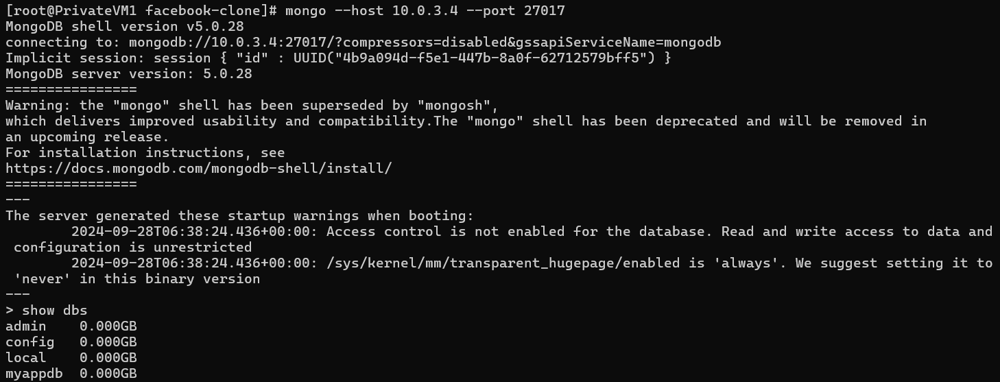 [root@PrivateVM1 facebook-clone]# mongo --host 10.0.3.4 --port 27017
MongoDB shell version v5.0.28
connecting to: mongodb://10.0.3.4:27017/?compressors=disabled&gssapiServiceName=mongodb
Implicit session: session { "id" : UUID("4b9a094d-f5e1-447b-8a0f-62712579bff5") }
MongoDB server version: 5.0.28
================
Warning: the "mongo" shell has been superseded by "mongosh",
which delivers improved usability and compatibility.The "mongo" shell has been deprecated and will be removed in
an upcoming release.
For installation instructions, see
https://docs.mongodb.com/mongodb-shell/install/
================
---
The server generated these startup warnings when booting:
        2024-09-28T06:38:24.436+00:00: Access control is not enabled for the database. Read and write access to data and
 configuration is unrestricted
        2024-09-28T06:38:24.436+00:00: /sys/kernel/mm/transparent_hugepage/enabled is 'always'. We suggest setting it to
 'never' in this binary version
---
> show dbs
admin    0.000GB
config   0.000GB
local    0.000GB
myappdb  0.000GB